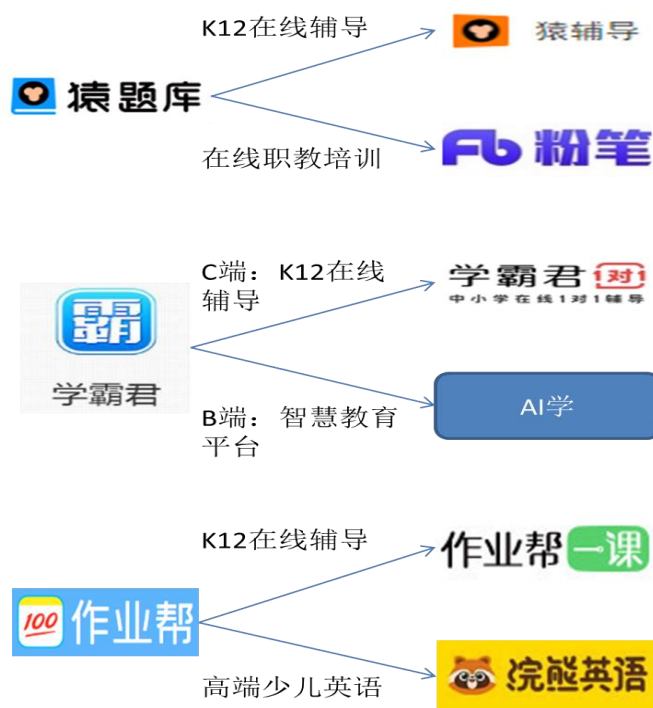 K12在线辅导
猿辅导
猿题库
在线职教培训
Fb 粉笔
C端：K12在线
辅导
学霸君 1对1
中小学在线1对1辅导
霸
学霸君
AI学
B端：智慧教育
平台
K12在线辅导
作业帮一课
100 作业帮
高端少儿英语
浣熊英语